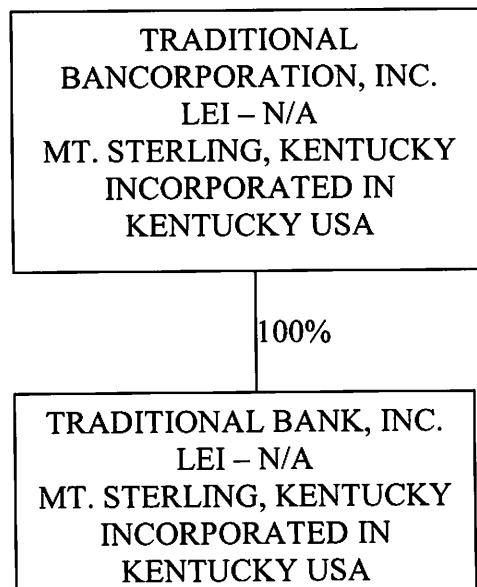 TRADITIONAL
BANCORPORATION, INC.
LEI – N/A
MT. STERLING, KENTUCKY
INCORPORATED IN
KENTUCKY USA
100%
TRADITIONAL BANK, INC.
LEI – N/A
MT. STERLING, KENTUCKY
INCORPORATED IN
KENTUCKY USA